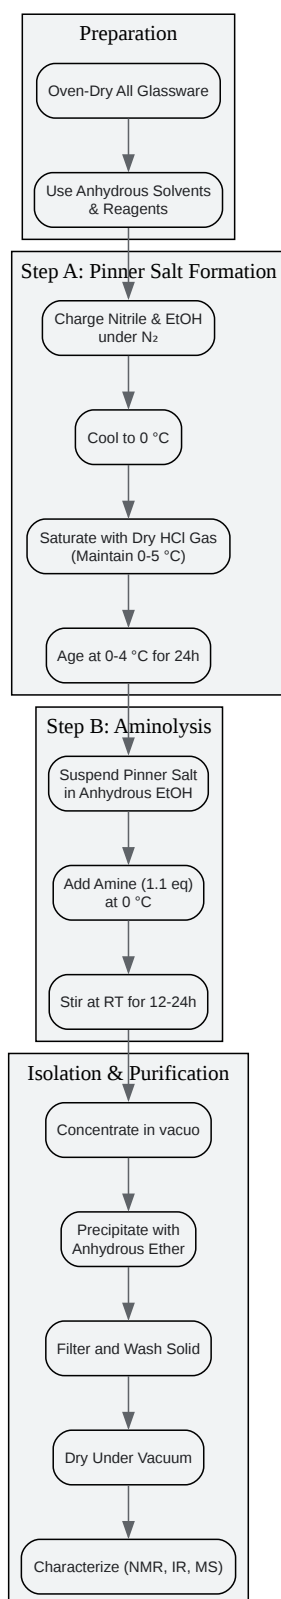 Preparation
Oven-Dry All Glassware
Use Anhydrous Solvents
& Reagents
Step A: Pinner Salt Formation
Charge Nitrile & EtOH
under N₂
Cool to 0 °C
Saturate with Dry HCl Gas
(Maintain 0-5 °C)
Age at 0-4 °C for 24h
Step B: Aminolysis
Suspend Pinner Salt
in Anhydrous EtOH
Add Amine (1.1 eq)
at 0 °C
Stir at RT for 12-24h
Isolation & Purification
Concentrate in vacuo
Precipitate with
Anhydrous Ether
Filter and Wash Solid
Dry Under Vacuum
Characterize (NMR, IR, MS)